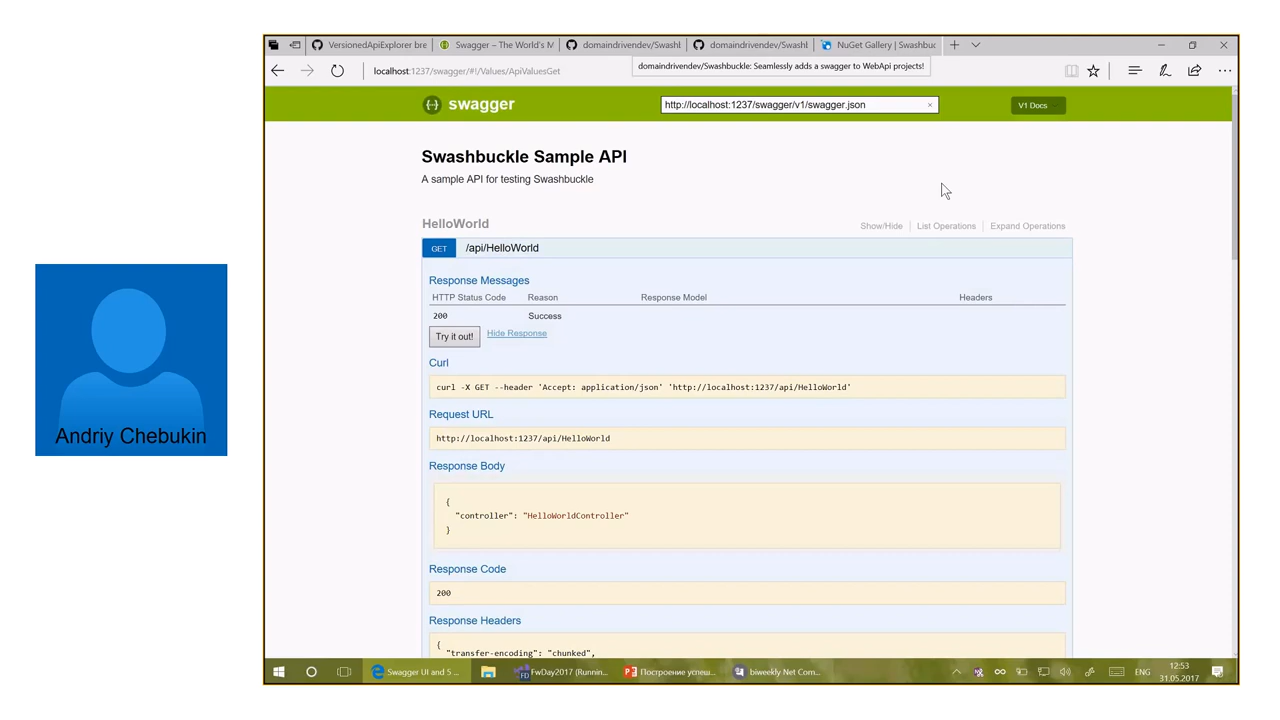 VersionedApiExplorer bre
Swagger – The World's M
domaindrivendev/Swashb
domaindrivendev/Swashb
NuGet Gallery | Swashbuc
localhost:1237/swagger/#!/Values/ApiValuesGet
domaindrivendev/Swashbuckle: Seamlessly adds a swagger to WebApi projects!
swagger
http://localhost:1237/swagger/v1/swagger.json
V1 Docs
Swashbuckle Sample API
A sample API for testing Swashbuckle
HelloWorld
Show/Hide | List Operations | Expand Operations
GET /api/HelloWorld
Response Messages
HTTP Status Code Reason Response Model Headers
200 Success
Try it out! Hide Response
Curl
curl -X GET --header 'Accept: application/json' 'http://localhost:1237/api/HelloWorld'
Request URL
http://localhost:1237/api/HelloWorld
Response Body
{
"controller": "HelloWorldController"
}
Response Code
200
Response Headers
{
"transfer-encoding": "chunked",
Andriy Chebukin
Swagger UI and 5 ...
FwDay2017 (Runnin...
Построение успеш...
biweekly Net Com...
ENG
12:53
31.05.2017